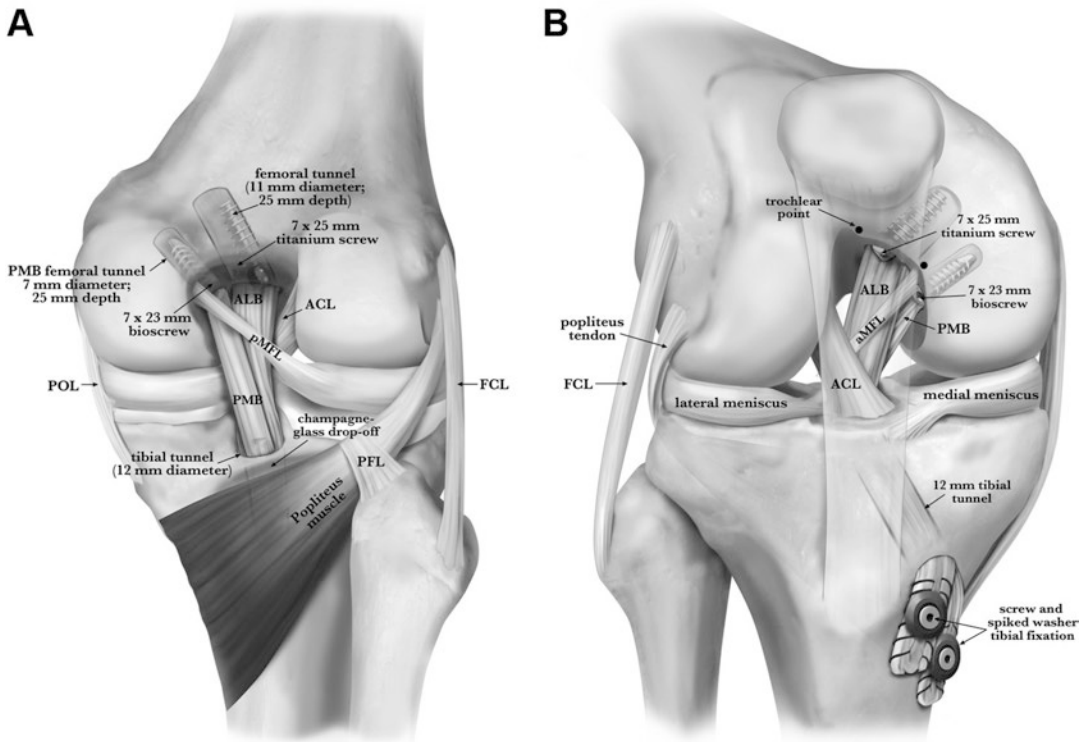 A
femoral tunnel
(11 mm diameter;
25 mm depth)
7 x 25 mm
titanium screw
PMB femoral tunnel
7 mm diameter;
25 mm depth
7 x 23 mm
bioscrew
ALB
ACL
pMFL
POL
FCL
PMB
champagne-
glass drop-off
tibial tunnel
(12 mm diameter)
PFL
Popliteus
muscle
B
trochlear
point
7 x 25 mm
titanium screw
ALB
7 x 23 mm
bioscrew
aMFL
PMB
popliteus
tendon
FCL
ACL
lateral meniscus
medial meniscus
12 mm tibial
tunnel
screw and
spiked washer
tibial fixation